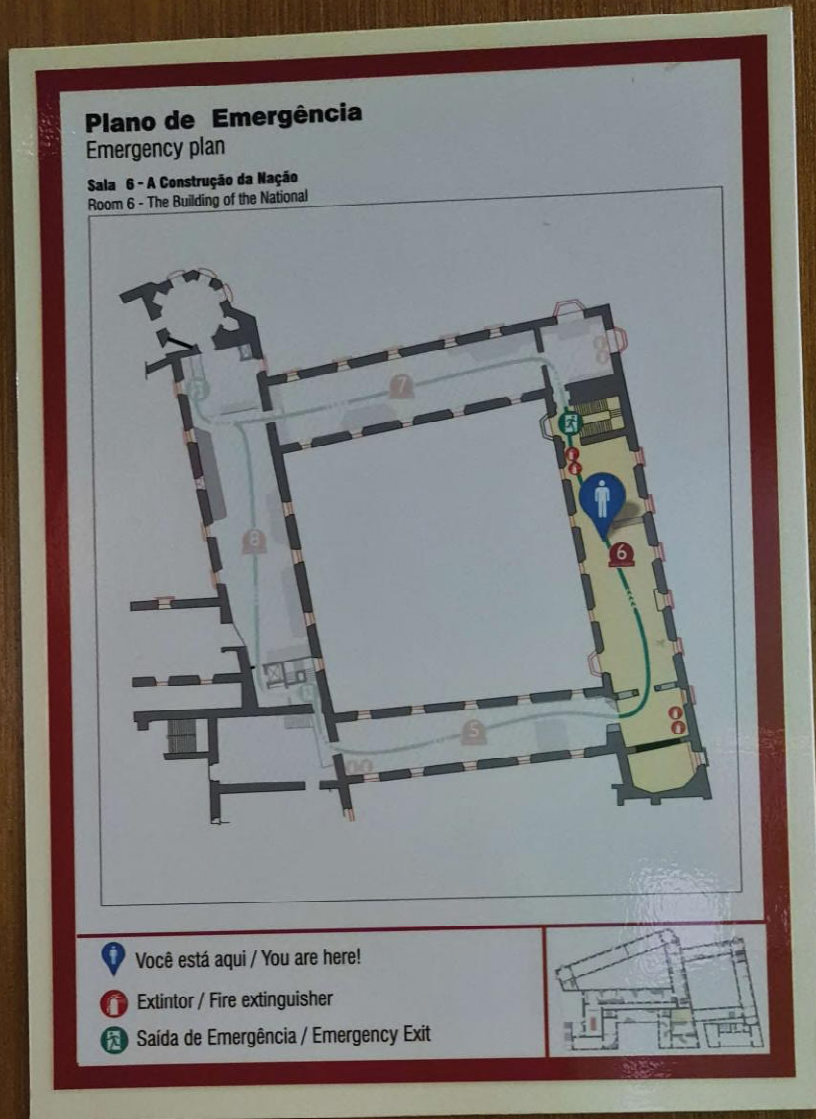 Plano de Emergência
Emergency plan
Sala 6 - A Construção da Nação
Room 6 - The Building of the National
7
6
8
5
Você está aqui / You are here!
Extintor / Fire extinguisher
Saída de Emergência / Emergency Exit